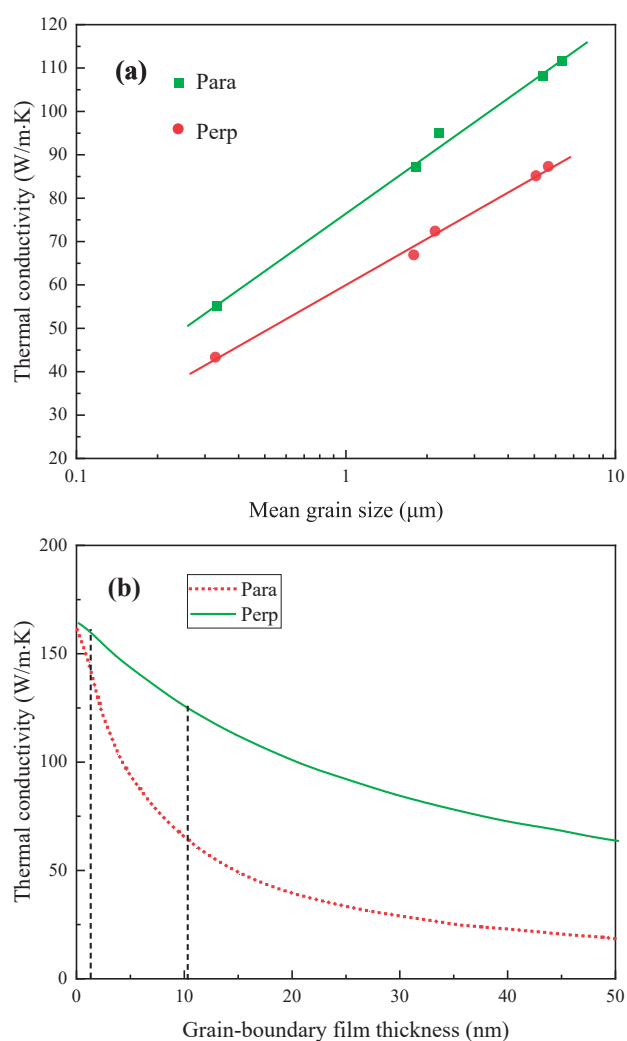 120
110
100
90
80
70
60
50
40
30
20
0.1
1
10
Thermal conductivity (W/m·K)
Mean grain size (μm)
(a)
Para
Perp
200
150
100
50
0
0
10
20
30
40
50
Thermal conductivity (W/m·K)
Grain-boundary film thickness (nm)
(b)
Para
Perp